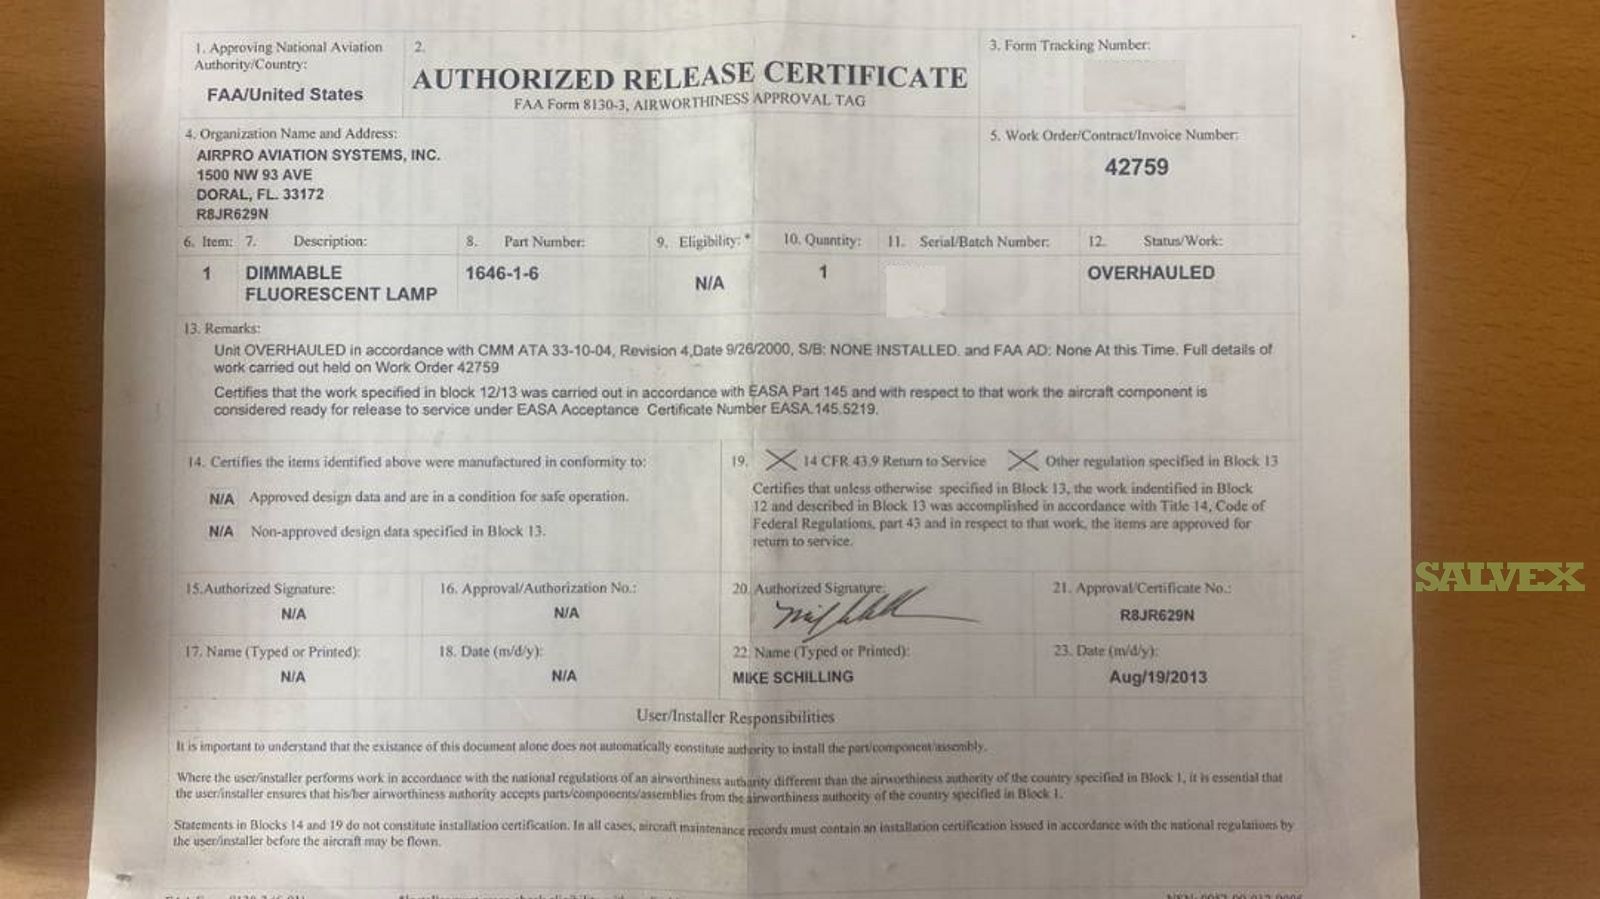 1. Approving National Aviation
Authority/Country:
FAA/United States
2.
AUTHORIZED RELEASE CERTIFICATE
FAA Form 8130-3, AIRWORTHINESS APPROVAL TAG
3. Form Tracking Number:
4. Organization Name and Address:
AIRPRO AVIATION SYSTEMS, INC.
1500 NW 93 AVE
DORAL, FL. 33172
R8JR629N
5. Work Order/Contract/Invoice Number:
42759
6. Item: 7. Description: 8. Part Number: 9. Eligibility: * 10. Quantity: 11. Serial/Batch Number: 12. Status/Work:
1 DIMMABLE 1646-1-6 N/A 1 OVERHAULED
FLUORESCENT LAMP
13. Remarks:
Unit OVERHAULED in accordance with CMM ATA 33-10-04, Revision 4,Date 9/26/2000, S/B: NONE INSTALLED. and FAA AD: None At this Time. Full details of
work carried out held on Work Order 42759
Certifies that the work specified in block 12/13 was carried out in accordance with EASA Part 145 and with respect to that work the aircraft component is
considered ready for release to service under EASA Acceptance Certificate Number EASA.145.5219.
14. Certifies the items identified above were manufactured in conformity to:
N/A Approved design data and are in a condition for safe operation.
N/A Non-approved design data specified in Block 13.
19. 14 CFR 43.9 Return to Service Other regulation specified in Block 13
Certifies that unless otherwise specified in Block 13, the work indentified in Block
12 and described in Block 13 was accomplished in accordance with Title 14, Code of
Federal Regulations, part 43 and in respect to that work, the items are approved for
return to service.
15.Authorized Signature:
N/A
16. Approval/Authorization No.:
N/A
20. Authorized Signature:
21. Approval/Certificate No.:
R8JR629N
17. Name (Typed or Printed):
N/A
18. Date (m/d/y):
N/A
22. Name (Typed or Printed):
MIKE SCHILLING
23. Date (m/d/y):
Aug/19/2013
User/Installer Responsibilities
It is important to understand that the existance of this document alone does not automatically constitute authority to install the part/component/assembly.
Where the user/installer performs work in accordance with the national regulations of an airworthiness authority different than the airworthiness authority of the country specified in Block 1, it is essential that
the user/installer ensures that his/her airworthiness authority accepts parts/components/assemblies from the airworthiness authority of the country specified in Block 1.
Statements in Blocks 14 and 19 do not constitute installation certification. In all cases, aircraft maintenance records must contain an installation certification issued in accordance with the national regulations by
the user/installer before the aircraft may be flown.
SALVEX